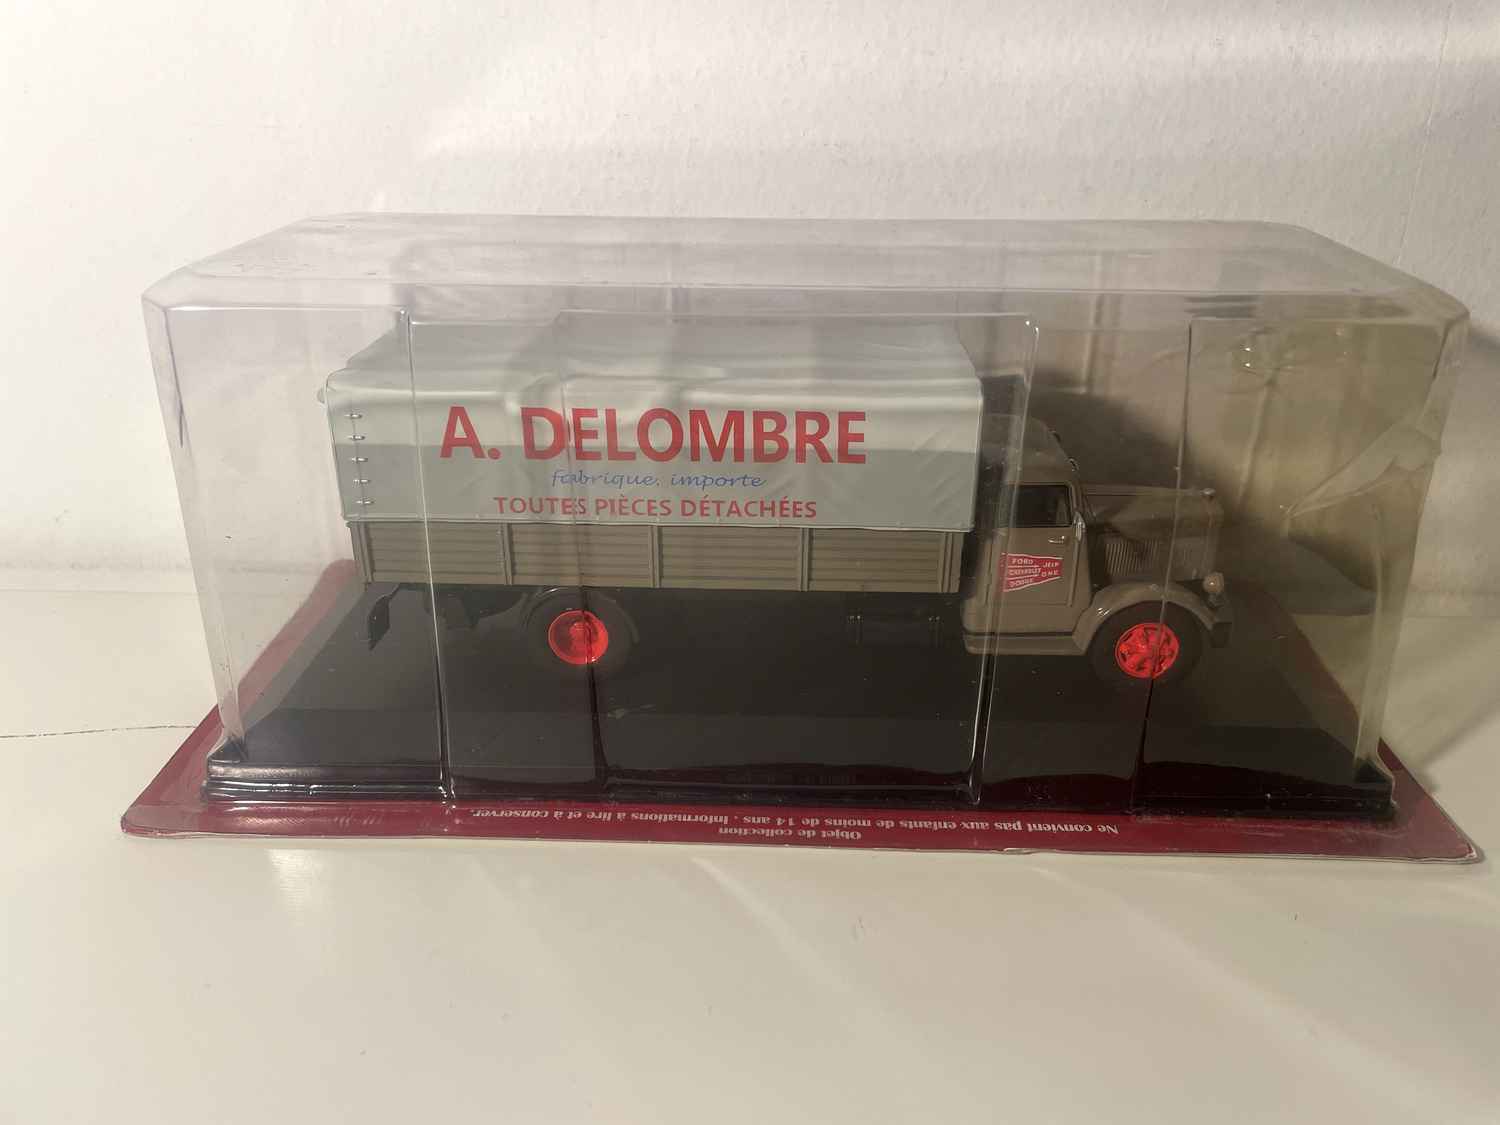 A. DELOMBRE
fabrique, importe
TOUTES PIÈCES DÉTACHÉES
FORD
JEEP
CHEVROLET
G.M.C
DODGE
Objet de collection
Ne convient pas aux enfants de moins de 14 ans . Informations à lire et à conserver.